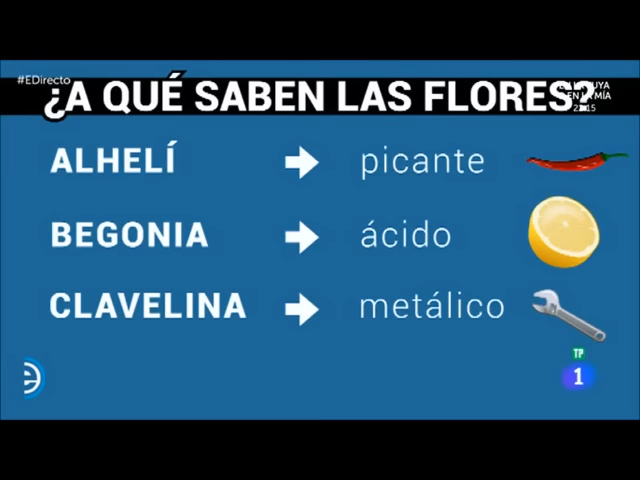 #EDirecto
¿A QUÉ SABEN LAS FLORES?
ALHELÍ picante
BEGONIA ácido
CLAVELINA metálico
TP
1